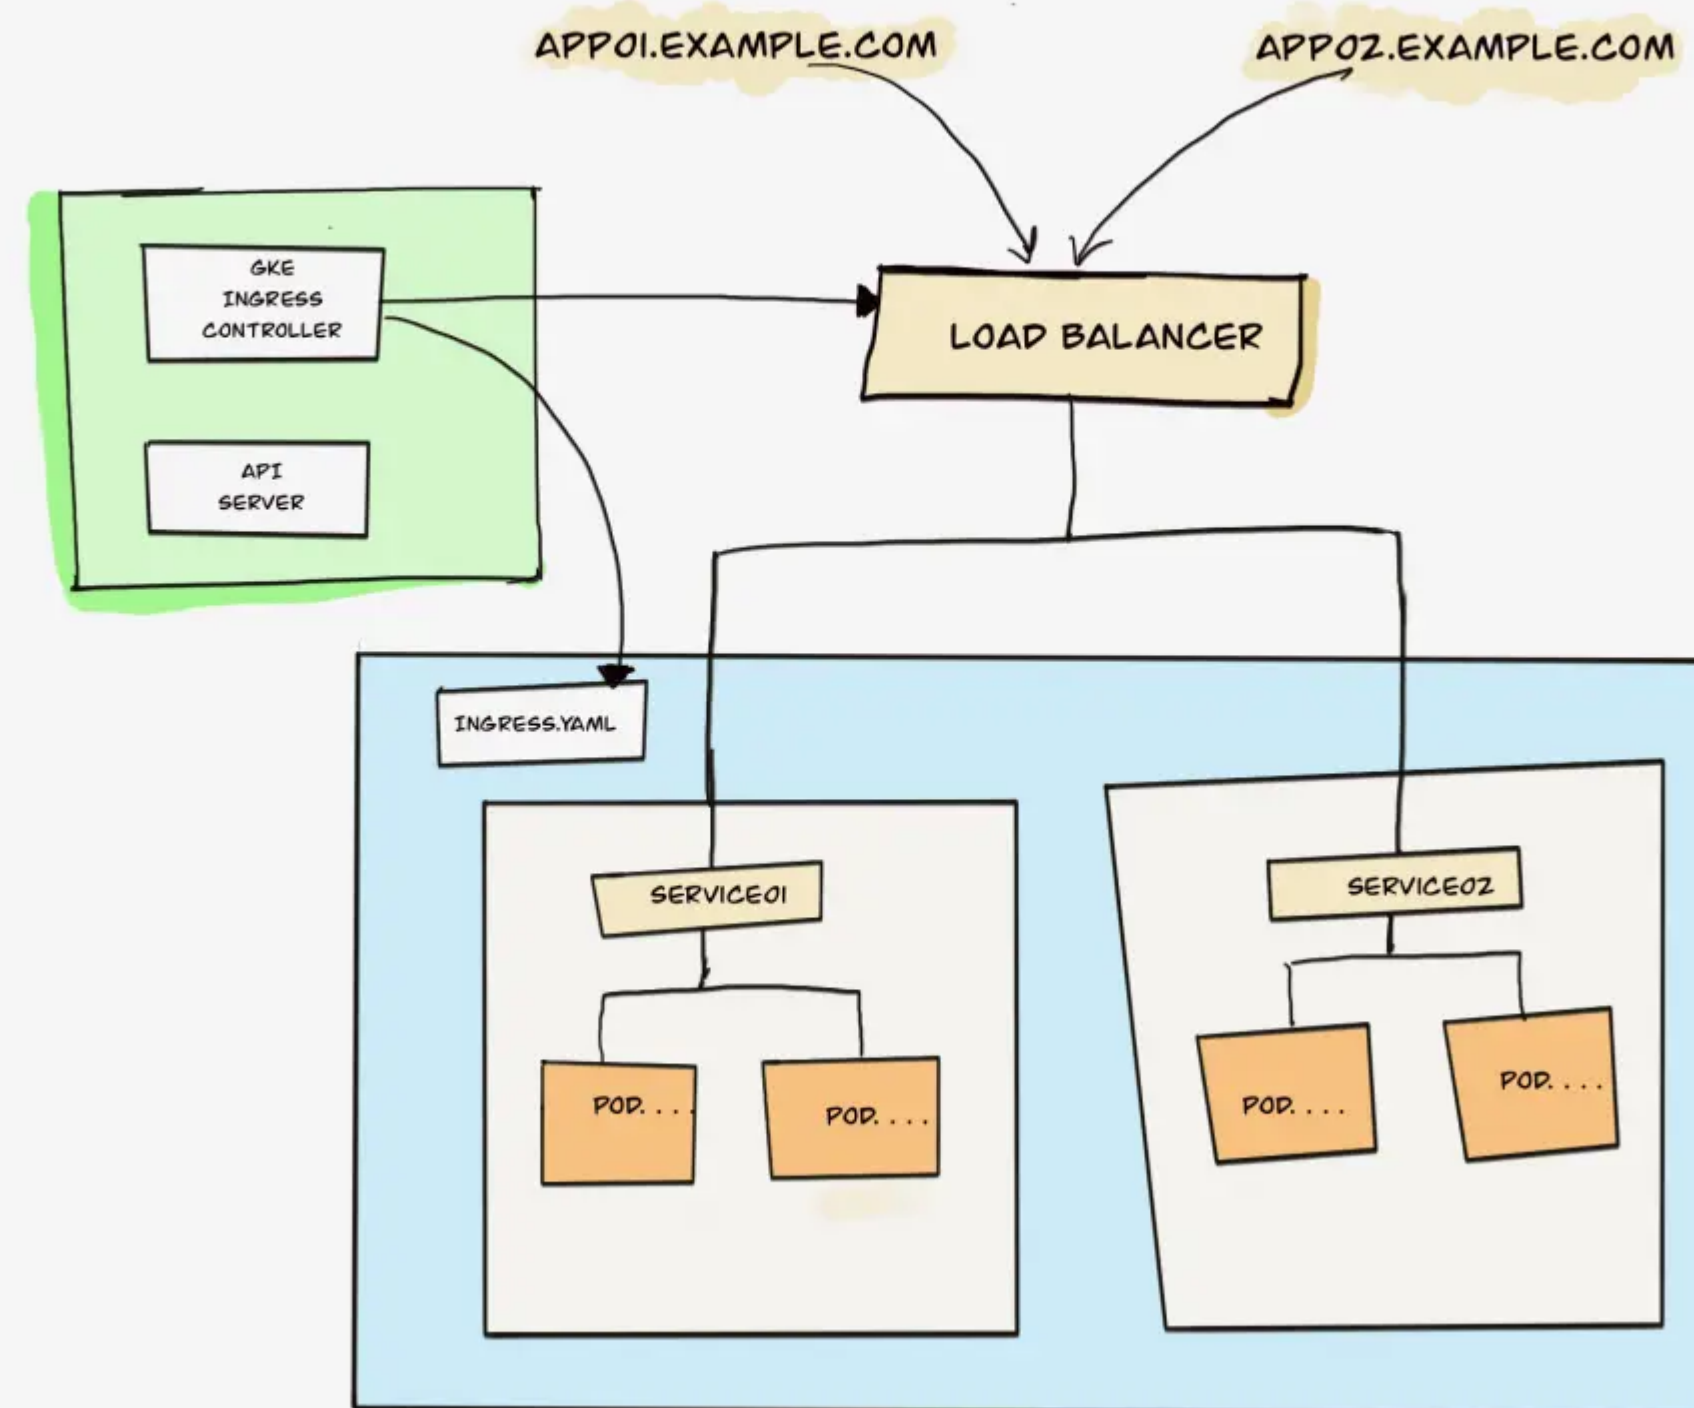 APP01.EXAMPLE.COM
APP02.EXAMPLE.COM
GKE
INGRESS
CONTROLLER
LOAD BALANCER
API
SERVER
INGRESS.YAML
SERVICE01
SERVICE02
POD....
POD....
POD....
POD....